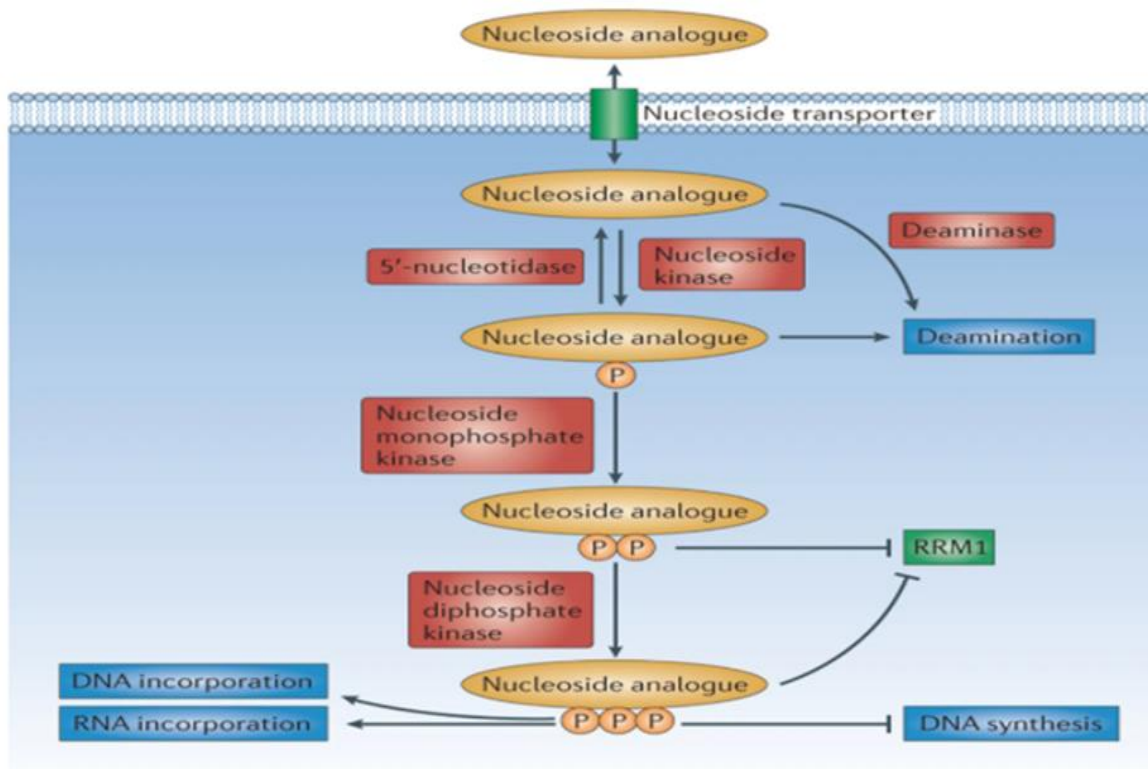 Nucleoside analogue
Nucleoside transporter
Nucleoside analogue
Deaminase
5′-nucleotidase
Nucleoside
kinase
Nucleoside analogue
Deamination
P
Nucleoside
monophosphate
kinase
Nucleoside analogue
P P
RRM1
Nucleoside
diphosphate
kinase
Nucleoside analogue
DNA incorporation
RNA incorporation
P P P
DNA synthesis